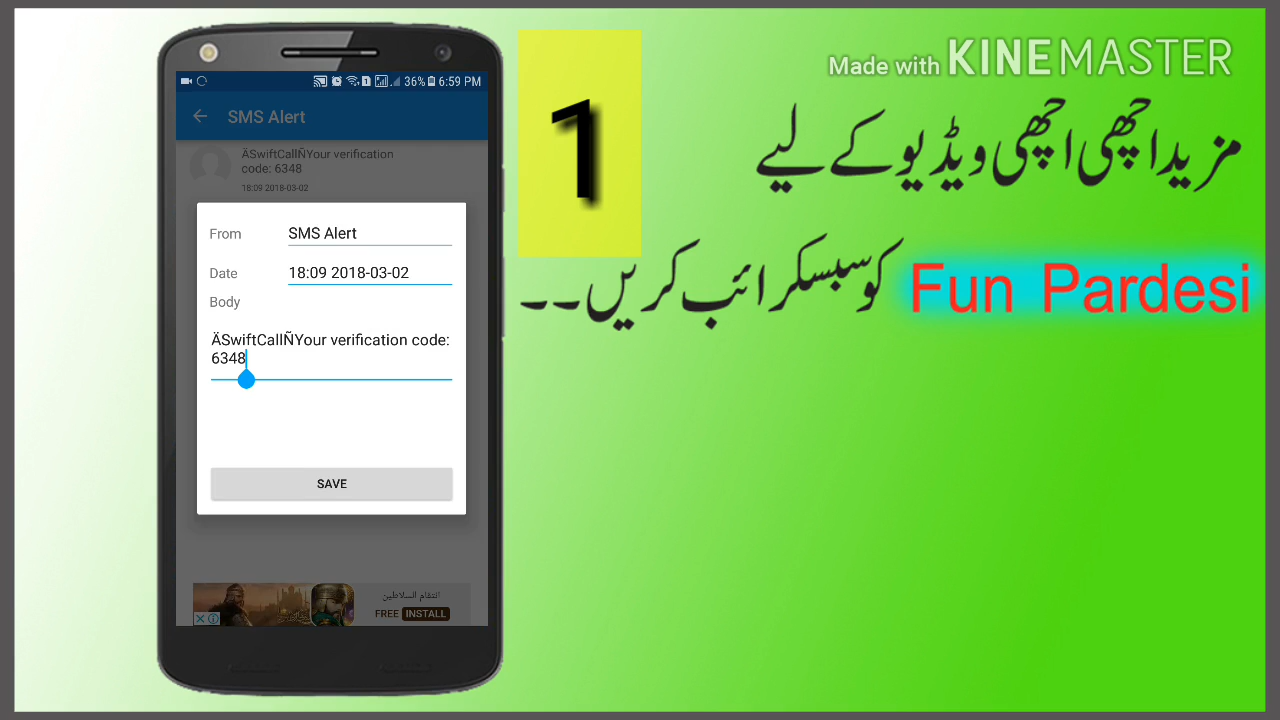 Made with KINEMASTER
36% 6:59 PM
SMS Alert
ÄSwiftCallÑYour verification
code: 6348
18:09 2018-03-02
From SMS Alert
Date 18:09 2018-03-02
Body
ÄSwiftCallÑYour verification code:
6348
SAVE
انتقام السلاطين
FREE INSTALL
1
مزید اچھی اچھی ویڈیو کے لیے
Fun Pardesi کو سبسکرائب کریں۔۔